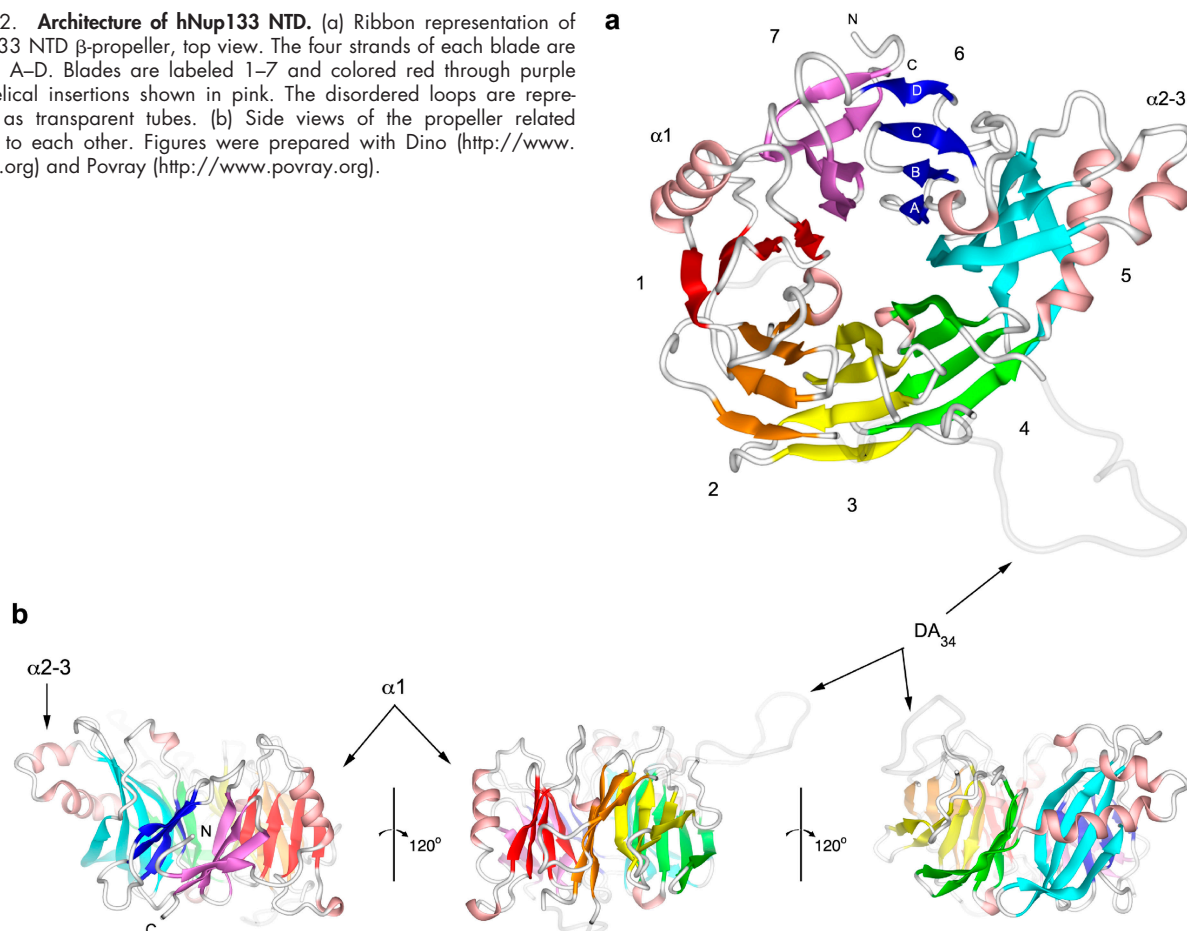 2. Architecture of hNup133 NTD. (a) Ribbon representation of
33 NTD β-propeller, top view. The four strands of each blade are
A–D. Blades are labeled 1–7 and colored red through purple
elical insertions shown in pink. The disordered loops are repre-
as transparent tubes. (b) Side views of the propeller related
to each other. Figures were prepared with Dino (http://www.
.org) and Povray (http://www.povray.org).
a
N
7
C
6
D
α2-3
α1
C
B
A
1
5
4
2
3
b
DA34
α2-3
α1
N
120°
120°
C